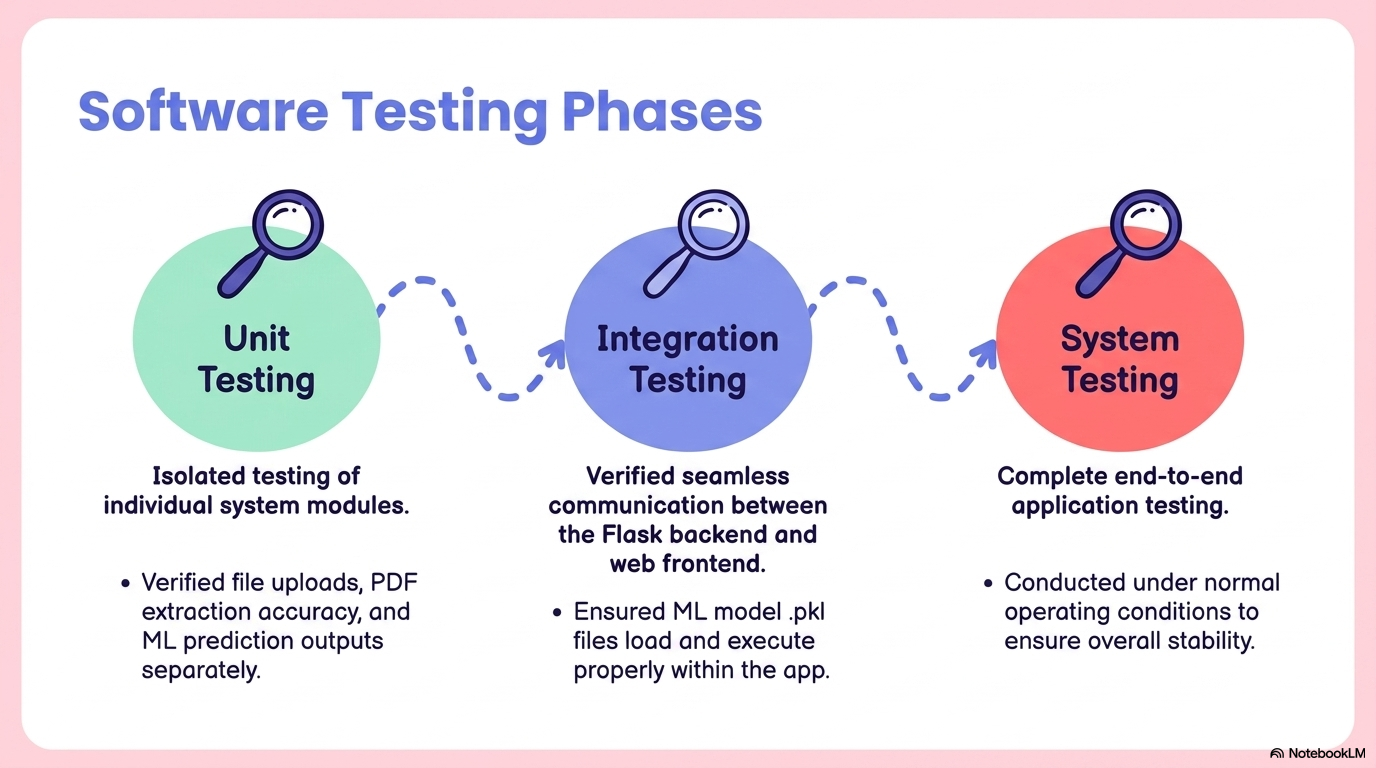 Software Testing Phases
Unit
Testing
Isolated testing of
individual system modules.
• Verified file uploads, PDF
extraction accuracy, and
ML prediction outputs
separately.
Integration
Testing
Verified seamless
communication between
the Flask backend and
web frontend.
• Ensured ML model .pkl
files load and execute
properly within the app.
System
Testing
Complete end-to-end
application testing.
• Conducted under normal
operating conditions to
ensure overall stability.
NotebookLM